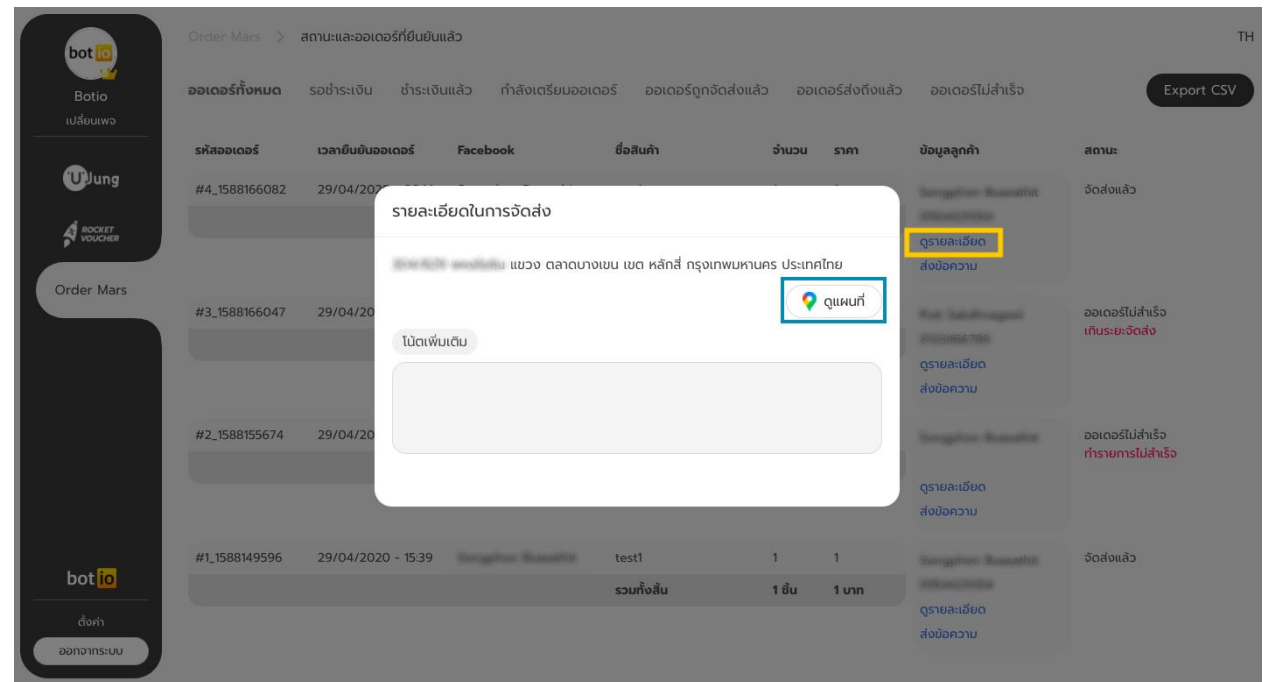 bot io
Botio
เปลี่ยนเพจ
UJung
ROCKET
VOUCHER
Order Mars
bot io
ตั้งค่า
ออกจากระบบ
Order Mars > สถานะและออเดอร์ที่ยืนยันแล้ว
TH
ออเดอร์ทั้งหมด รอชำระเงิน ชำระเงินแล้ว กำลังเตรียมออเดอร์ ออเดอร์ถูกจัดส่งแล้ว ออเดอร์ส่งถึงแล้ว ออเดอร์ไม่สำเร็จ
Export CSV
รหัสออเดอร์ เวลายืนยันออเดอร์ Facebook ชื่อสินค้า จำนวน ราคา ข้อมูลลูกค้า สถานะ
#4_1588166082 29/04/20 จัดส่งแล้ว
ดูรายละเอียด
ส่งข้อความ
รายละเอียดในการจัดส่ง
แขวง ตลาดบางเขน เขต หลักสี่ กรุงเทพมหานคร ประเทศไทย
ดูแผนที่
โน้ตเพิ่มเติม
#3_1588166047 29/04/20 ออเดอร์ไม่สำเร็จ
เกินระยะจัดส่ง
ดูรายละเอียด
ส่งข้อความ
#2_1588155674 29/04/20 ออเดอร์ไม่สำเร็จ
ทำรายการไม่สำเร็จ
ดูรายละเอียด
ส่งข้อความ
#1_1588149596 29/04/2020 - 15:39 test1 1 1 จัดส่งแล้ว
รวมทั้งสิ้น 1 ชิ้น 1 บาท
ดูรายละเอียด
ส่งข้อความ